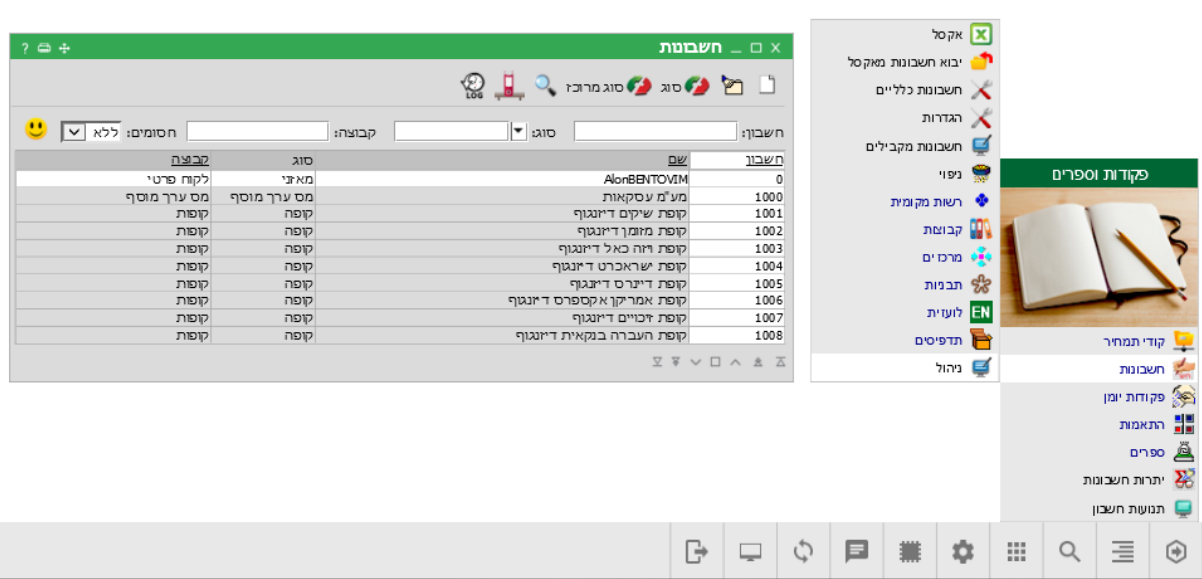 חשבונות
?
סוג
סוג מרוכז
LOG
חשבון:
סוג:
קבוצה:
חסומים: ללא
חשבון שם סוג קבוצה
0 AlonBENTOVIM מאזני לקוח פרטי
1000 מע"מ עסקאות מס ערך מוסף מס ערך מוסף
1001 קופת שיקים דיזנגוף קופה קופות
1002 קופת מזומן דיזנגוף קופה קופות
1003 קופת ויזה כאל דיזנגוף קופה קופות
1004 קופת ישראכרט דיזנגוף קופה קופות
1005 קופת דיינרס דיזנגוף קופה קופות
1006 קופת אמריקן אקספרס דיזנגוף קופה קופות
1007 קופת זיכויים דיזנגוף קופה קופות
1008 קופת העברה בנקאית דיזנגוף קופה קופות
אקסל
יבוא חשבונות מאקסל
חשבונות כלליים
הגדרות
חשבונות מקבילים
ניפוי
רשות מקומית
קבוצות
מרכזים
תבניות
EN לועזית
תדפיסים
ניהול
פקודות וספרים
קודי תמחיר
חשבונות
פקודות יומן
התאמות
ספרים
יתרות חשבונות
תנועות חשבון